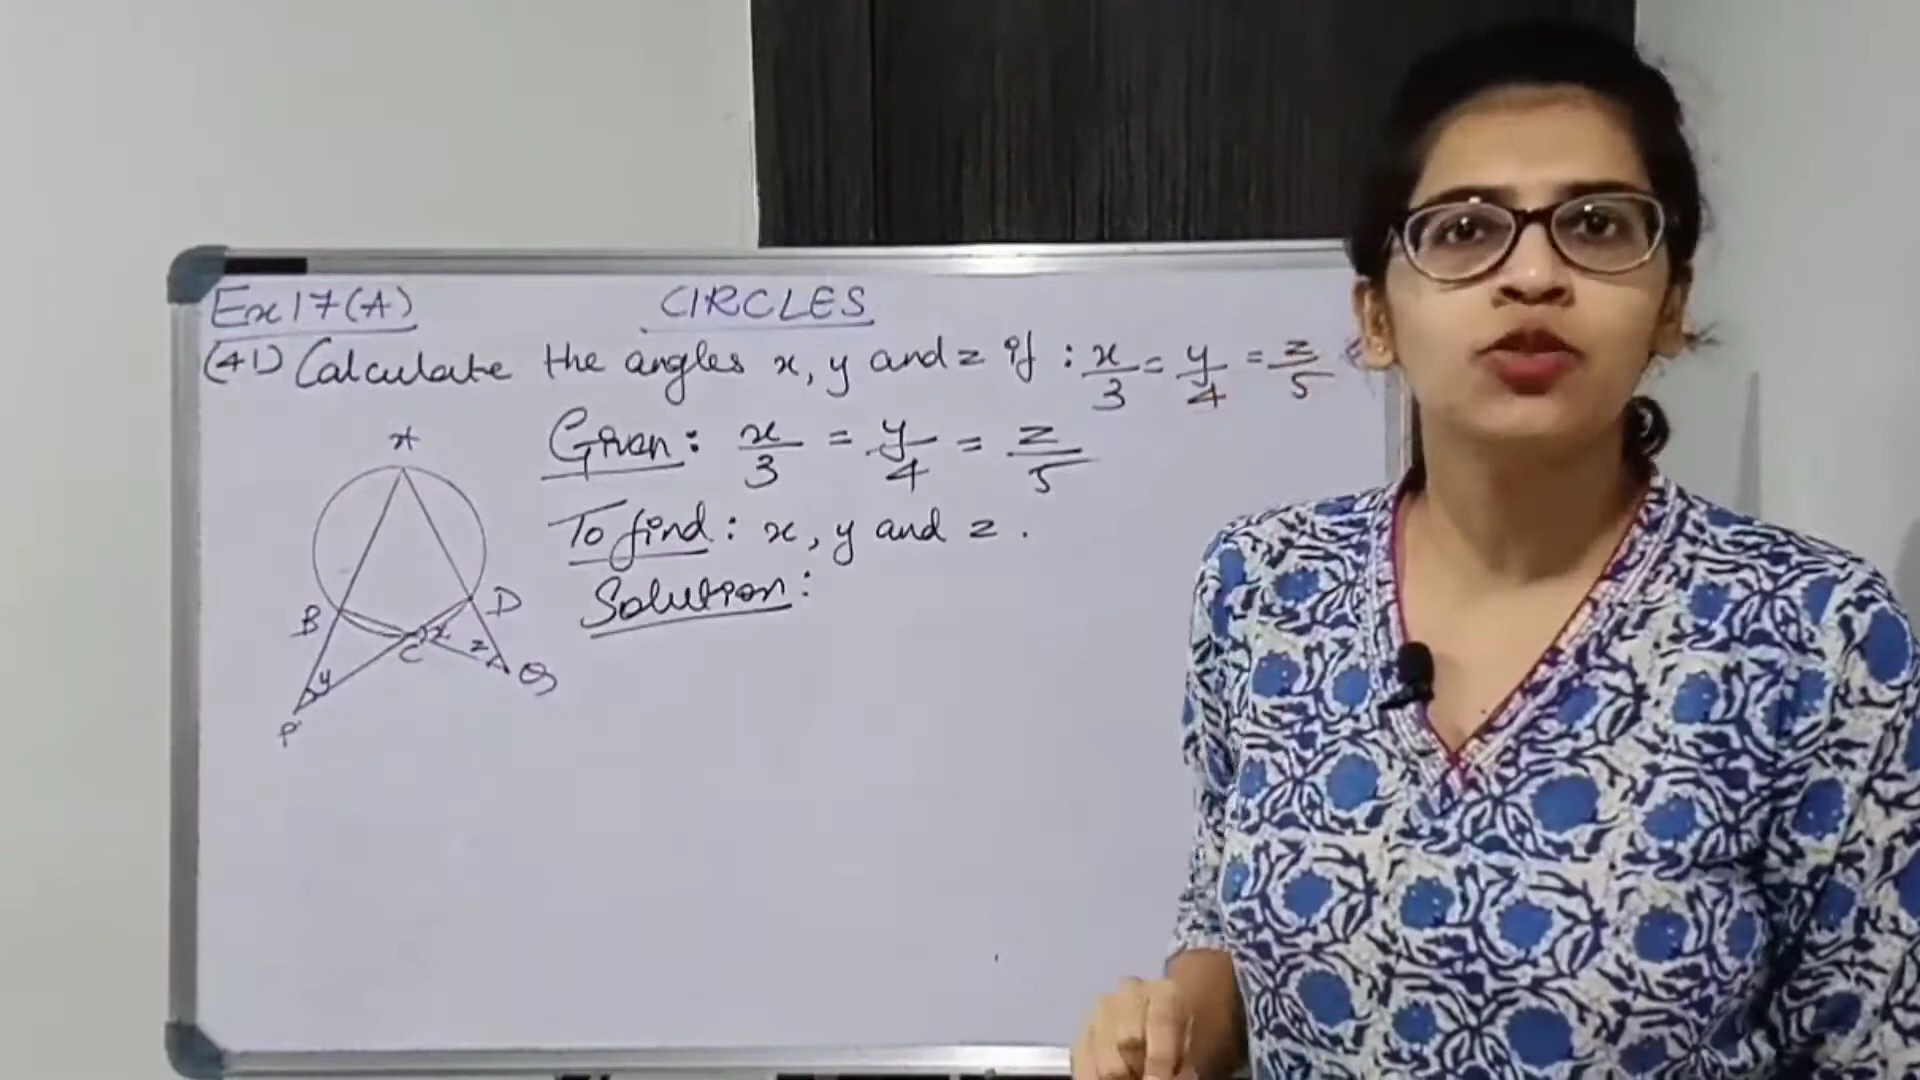 Ex 17(A) CIRCLES
(41) Calculate the angles x, y and z if : x/3 = y/4 = z/5
Given : x/3 = y/4 = z/5
To find : x, y and z .
Solution :
A
B
D
C
x
z
Q
y
P